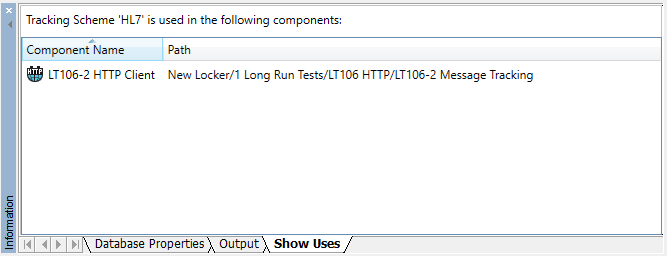 Tracking Scheme 'HL7' is used in the following components:
Component Name Path
HTTP LT106-2 HTTP Client New Locker/1 Long Run Tests/LT106 HTTP/LT106-2 Message Tracking
Information
Database Properties Output Show Uses